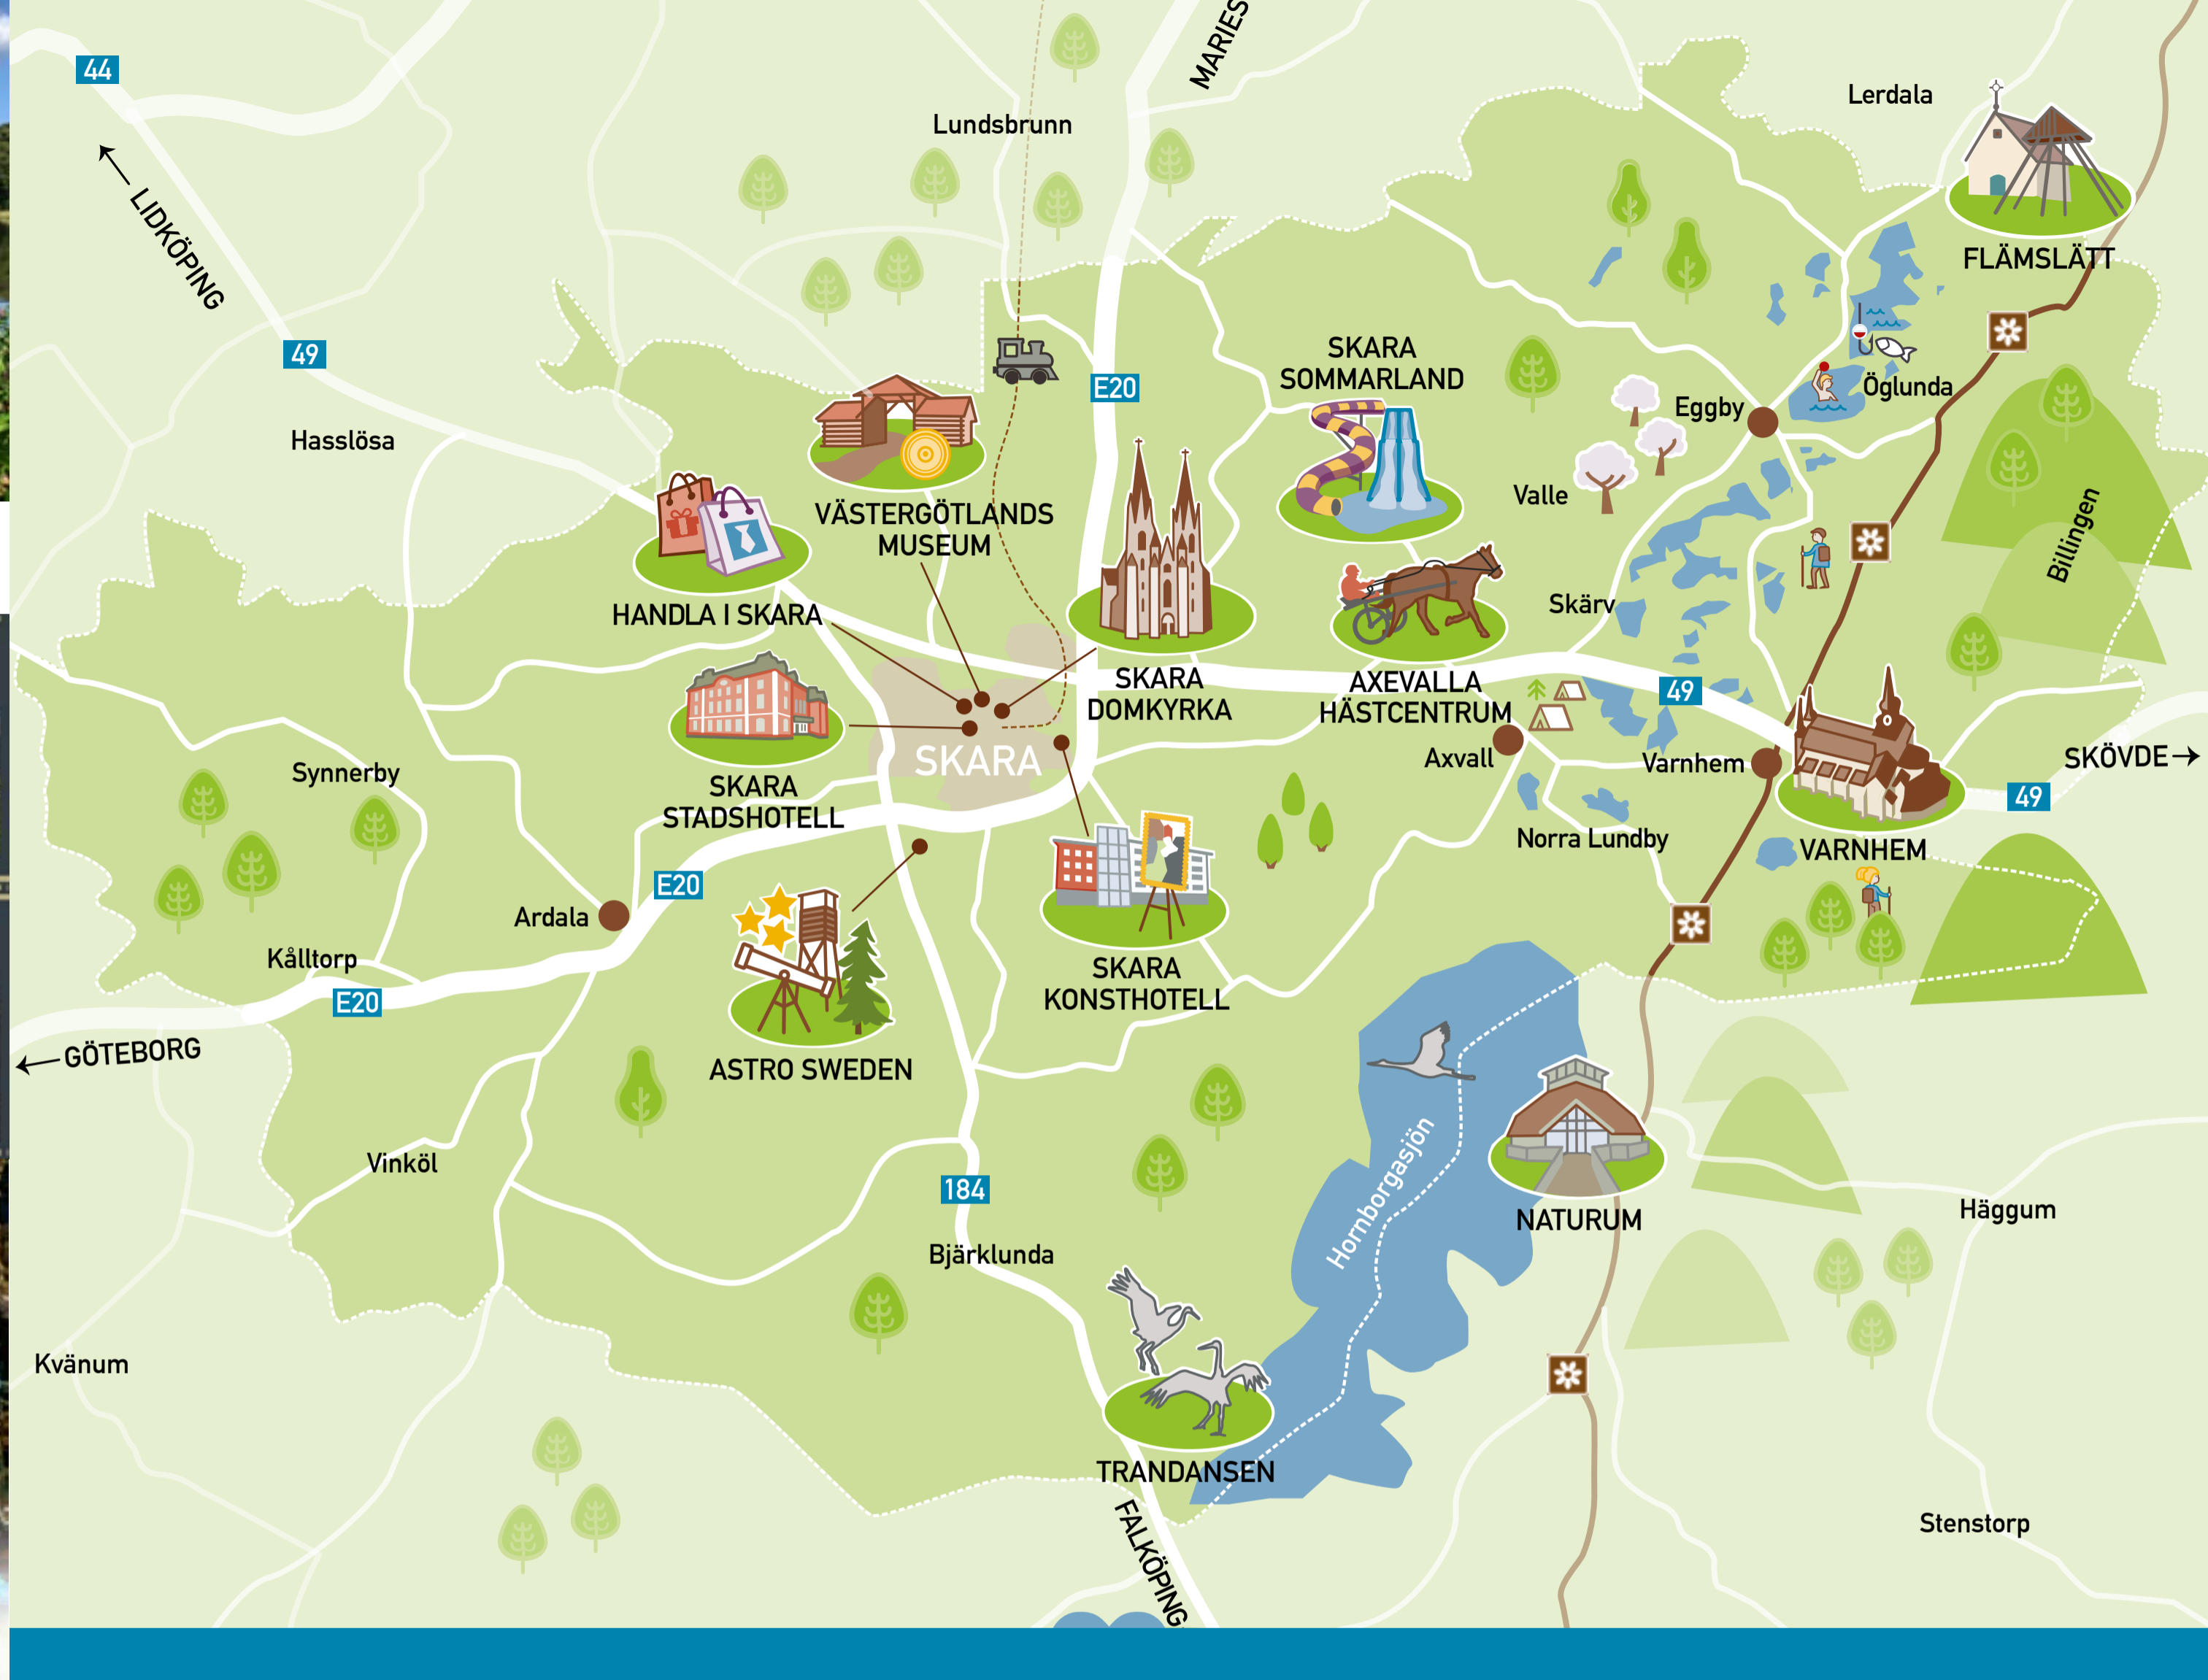 MARIES
44
Lerdala
Lundsbrunn
LIDKÖPING
FLÄMSLÄTT
49
SKARA
SOMMARLAND
E20
Öglunda
Eggby
Hasslösa
Valle
VÄSTERGÖTLANDS
MUSEUM
Billingen
HANDLA I SKARA
Skärv
SKARA
DOMKYRKA
AXEVALLA
HÄSTCENTRUM
49
SKARA
Axvall
Varnhem
SKÖVDE
Synnerby
SKARA
STADSHOTELL
49
Norra Lundby
VARNHEM
E20
Ardala
Kålltorp
SKARA
KONSTHOTELL
E20
GÖTEBORG
ASTRO SWEDEN
Hornborgasjön
Vinköl
184
NATURUM
Häggum
Bjärklunda
Kvänum
TRANDANSEN
Stenstorp
FALKÖPING